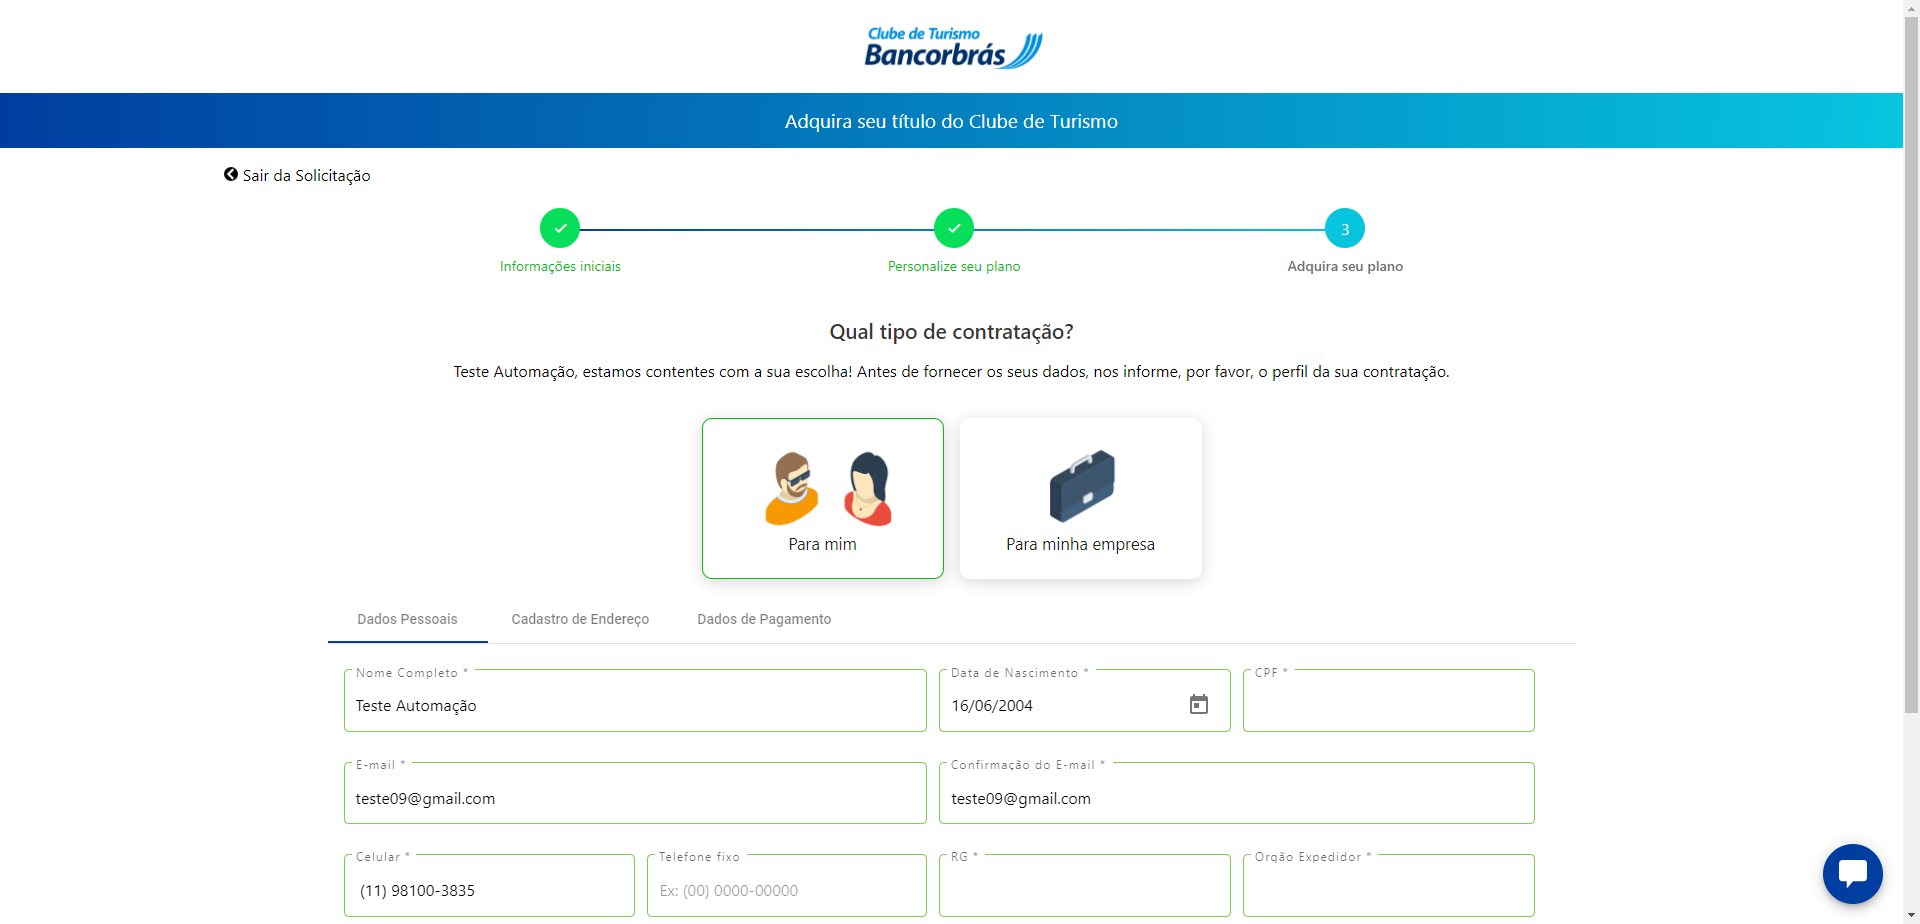 Clube de Turismo
Bancorbrás
Adquira seu título do Clube de Turismo
Sair da Solicitação
3
Informações iniciais
Personalize seu plano
Adquira seu plano
Qual tipo de contratação?
Teste Automação, estamos contentes com a sua escolha! Antes de fornecer os seus dados, nos informe, por favor, o perfil da sua contratação.
Para mim
Para minha empresa
Dados Pessoais
Cadastro de Endereço
Dados de Pagamento
Nome Completo *
Teste Automação
Data de Nascimento *
16/06/2004
CPF *
E-mail *
teste09@gmail.com
Confirmação do E-mail *
teste09@gmail.com
Celular *
(11) 98100-3835
Telefone fixo
Ex: (00) 0000-00000
RG *
Orgão Expedidor *